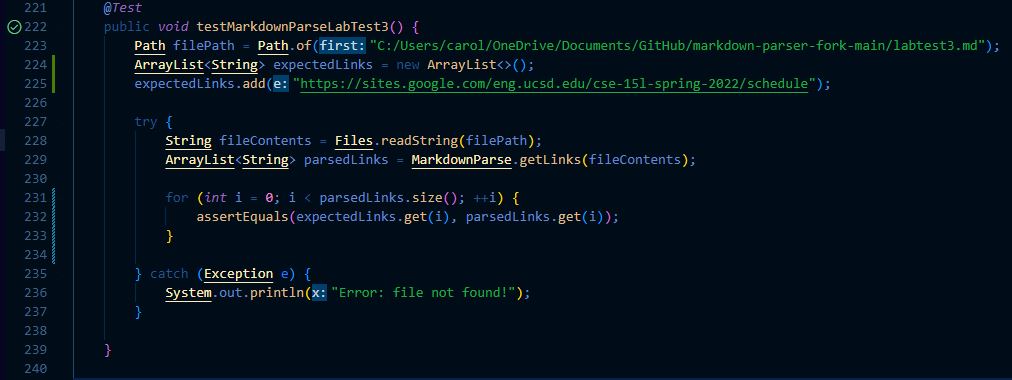 221 @Test
222 public void testMarkdownParseLabTest3() {
223 Path filePath = Path.of(first: "C:/Users/carol/OneDrive/Documents/GitHub/markdown-parser-fork-main/labtest3.md");
224 ArrayList<String> expectedLinks = new ArrayList<>();
225 expectedLinks.add(e: "https://sites.google.com/eng.ucsd.edu/cse-15l-spring-2022/schedule");
226
227 try {
228 String fileContents = Files.readString(filePath);
229 ArrayList<String> parsedLinks = MarkdownParse.getLinks(fileContents);
230
231 for (int i = 0; i < parsedLinks.size(); ++i) {
232 assertEquals(expectedLinks.get(i), parsedLinks.get(i));
233 }
234
235 } catch (Exception e) {
236 System.out.println(x: "Error: file not found!");
237 }
238
239 }
240